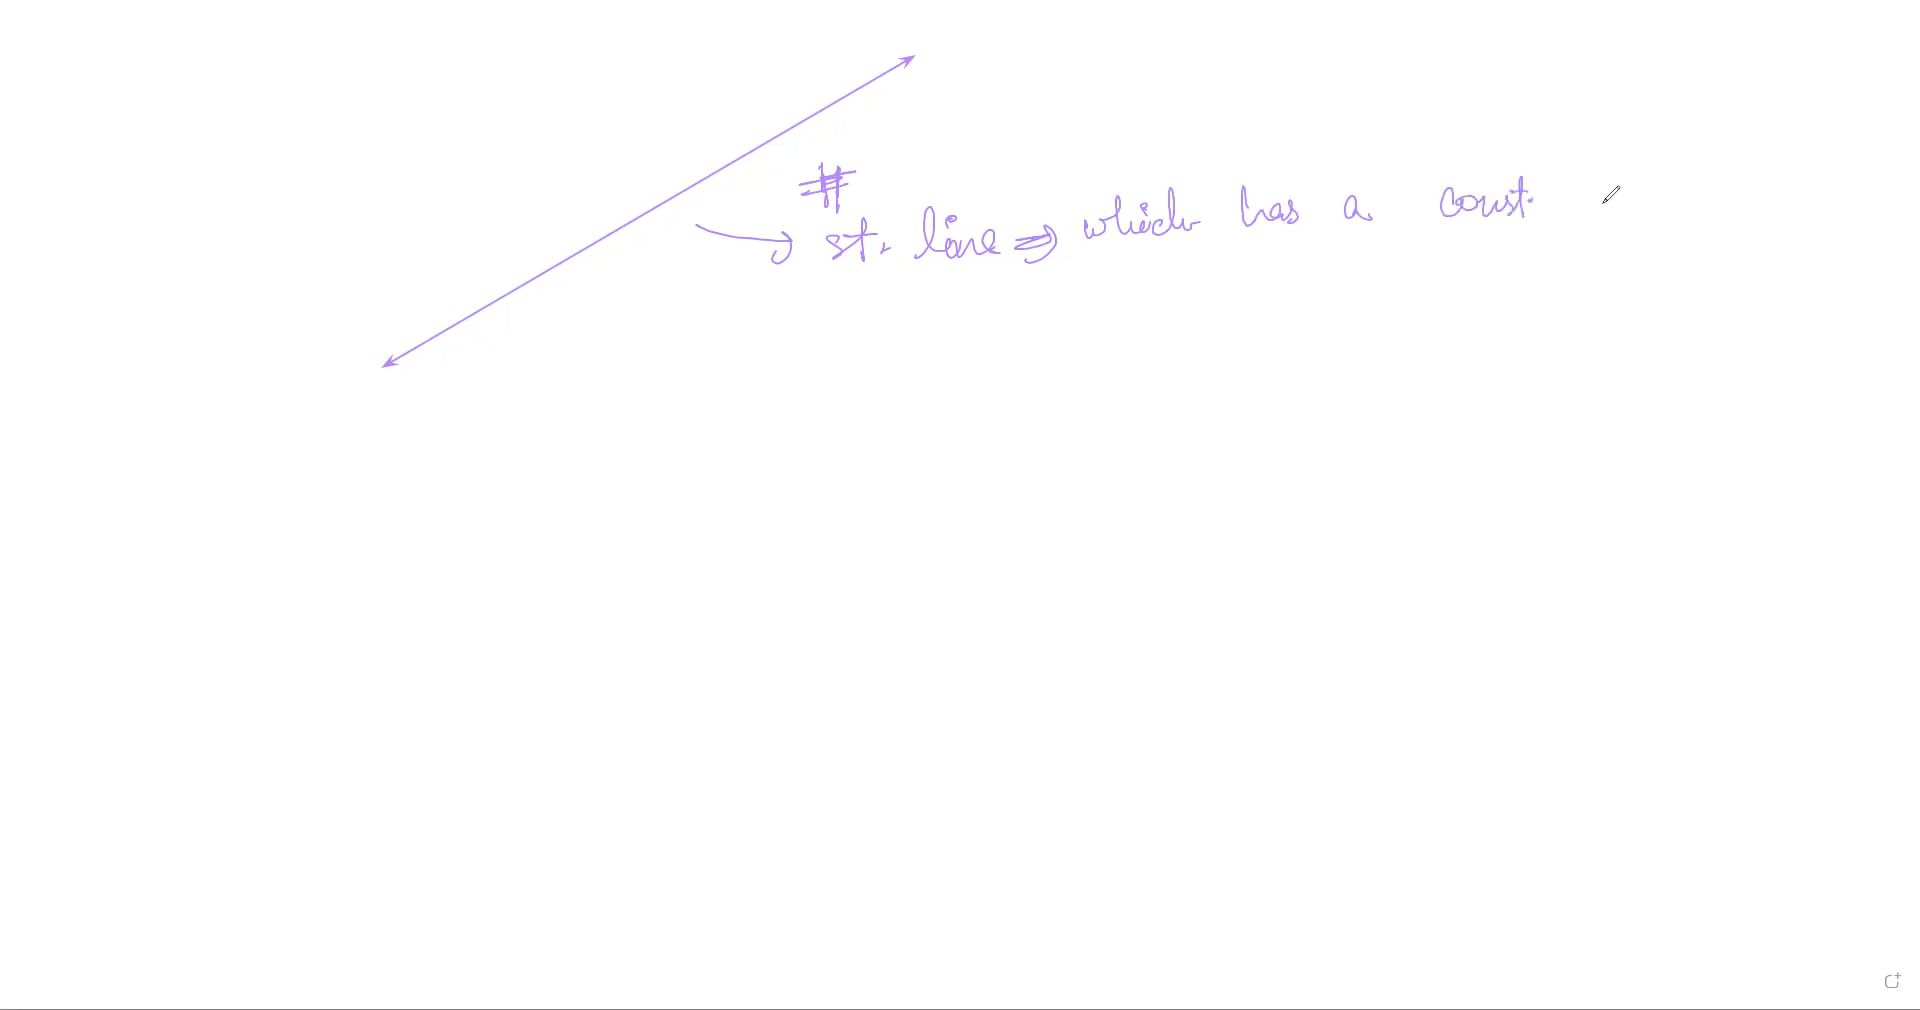 #
st. line ⇒ which has a const.